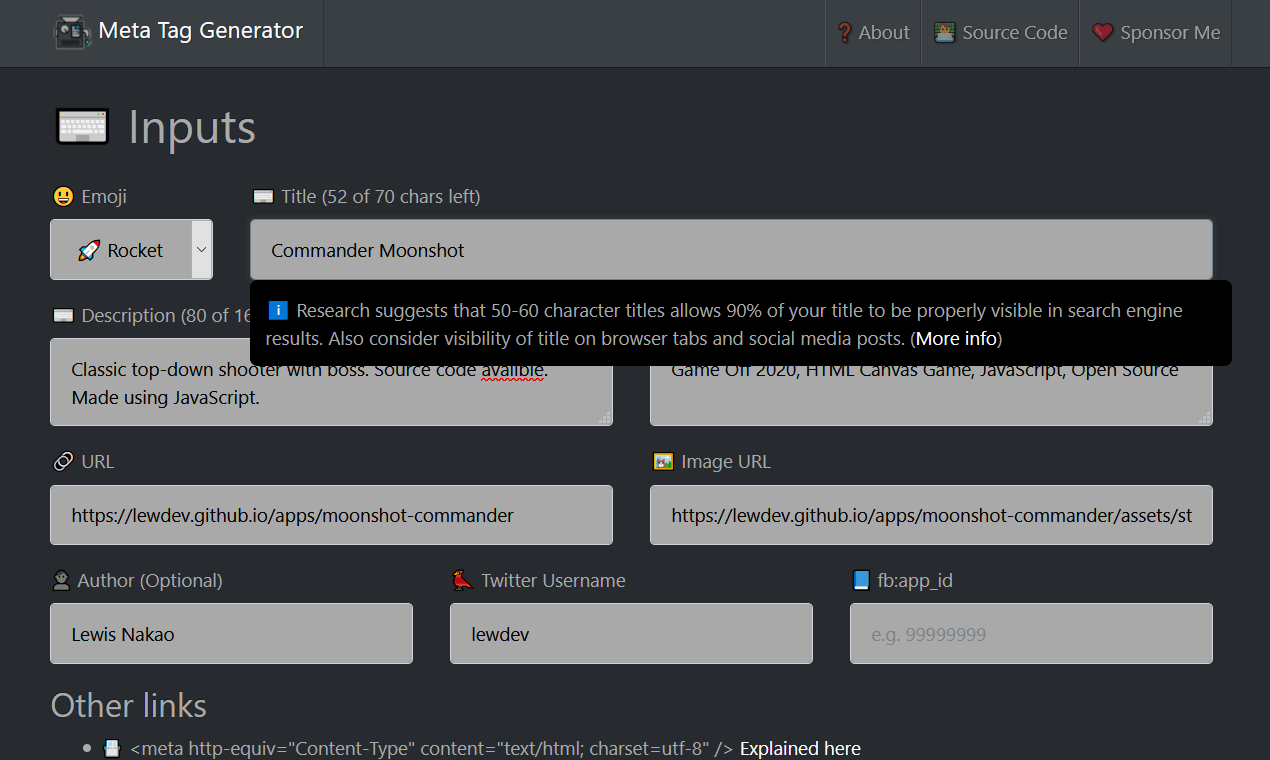 Meta Tag Generator
About
Source Code
Sponsor Me
Inputs
Emoji
Title (52 of 70 chars left)
Rocket
Commander Moonshot
Research suggests that 50-60 character titles allows 90% of your title to be properly visible in search engine
results. Also consider visibility of title on browser tabs and social media posts. (More info)
Description (80 of 16
Classic top-down shooter with boss. Source code avalible.
Made using JavaScript.
Game Off 2020, HTML Canvas Game, JavaScript, Open Source
URL
Image URL
https://lewdev.github.io/apps/moonshot-commander
https://lewdev.github.io/apps/moonshot-commander/assets/st
Author (Optional)
Twitter Username
fb:app_id
Lewis Nakao
lewdev
e.g. 99999999
Other links
<meta http-equiv="Content-Type" content="text/html; charset=utf-8" /> Explained here